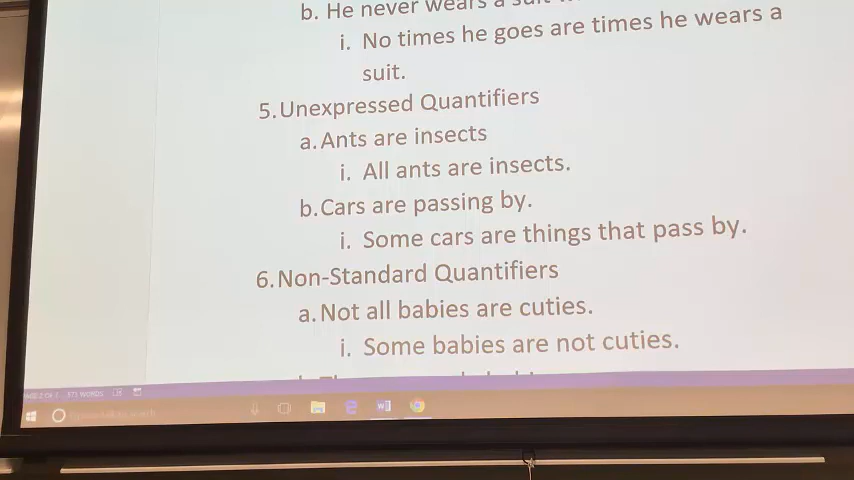 b. He never wears a suit
i. No times he goes are times he wears a
suit.
5. Unexpressed Quantifiers
a. Ants are insects
i. All ants are insects.
b. Cars are passing by.
i. Some cars are things that pass by.
6. Non-Standard Quantifiers
a. Not all babies are cuties.
i. Some babies are not cuties.